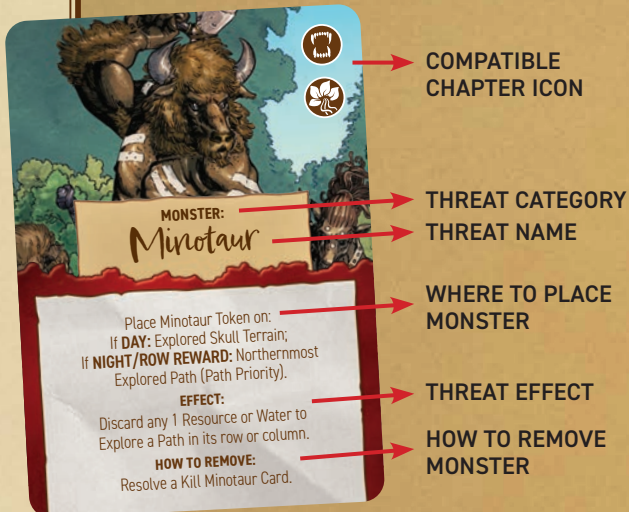 COMPATIBLE
CHAPTER ICON
MONSTER:
Minotaur
THREAT CATEGORY
THREAT NAME
Place Minotaur Token on:
If DAY: Explored Skull Terrain;
If NIGHT/ROW REWARD: Northernmost
Explored Path (Path Priority).
WHERE TO PLACE
MONSTER
EFFECT:
Discard any 1 Resource or Water to
Explore a Path in its row or column.
THREAT EFFECT
HOW TO REMOVE:
Resolve a Kill Minotaur Card.
HOW TO REMOVE
MONSTER